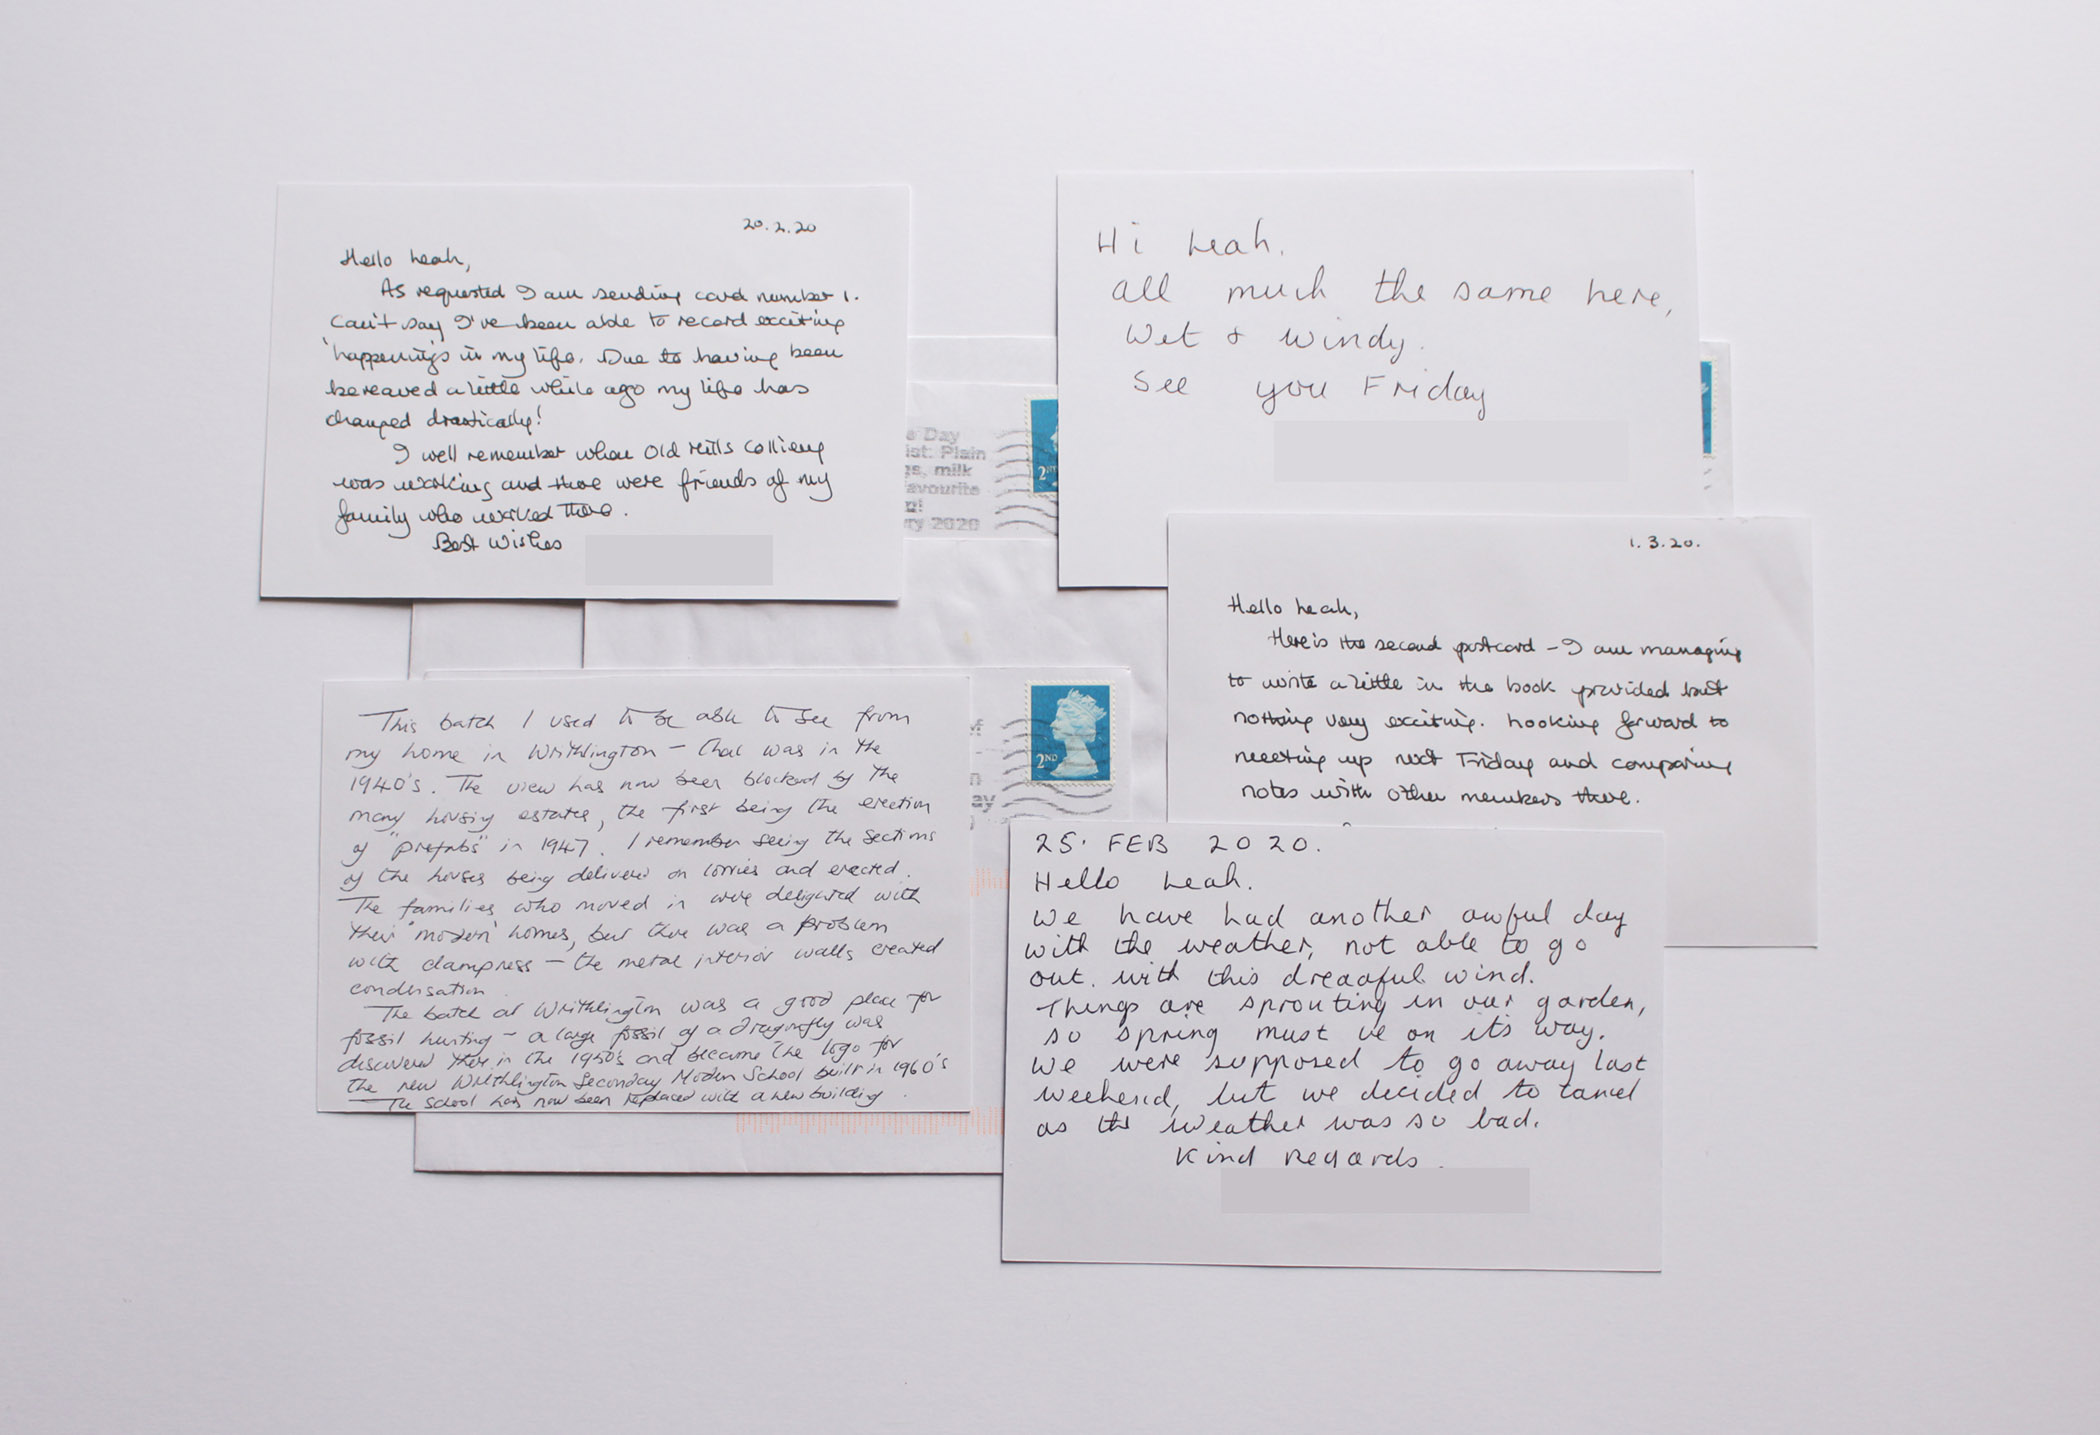 20.2.20
Hello Leah,
As requested I am sending card number 1.
Can't say I've been able to record exciting
'happenings in my life. Due to having been
bereaved a little while ago my life has
changed drastically!
I well remember when Old Mills Colliery
was working and there were friends of my
family who worked there.
Best Wishes
Hi Leah.
all much the same here,
Wet & windy.
See you Friday
a Day
ist: Plain
gs, milk
avourite
ry 2020
2ND
1.3.20.
Hello Leah,
Here is the second postcard - I am managing
to write a little in the book provided but
nothing very exciting. Looking forward to
meeting up next Friday and comparing
notes with other members there.
This batch I used to be able to see from
my home in Writhlington - that was in the
1940's. The view has now been blocked by the
many housing estates, the first being the erection
of "prefabs" in 1947. I remember seeing the sections
of the houses being delivered on lorries and erected.
The families who moved in were delighted with
their 'modern' homes, but there was a problem
with dampness - the metal interior walls created
condensation.
The batch at Writhlington was a good place for
fossil hunting - a large fossil of a dragonfly was
discovered there in the 1950's and became the logo for
the new Writhlington Secondary Modern School built in 1960's
The school has now been replaced with a new building.
2ND
ay
25. FEB 2020.
Hello Leah.
We have had another awful day
with the weather, not able to go
out. with this dreadful wind.
Things are sprouting in our garden,
so spring must be on its way.
We were supposed to go away last
weekend, but we decided to cancel
as the weather was so bad.
Kind Regards.